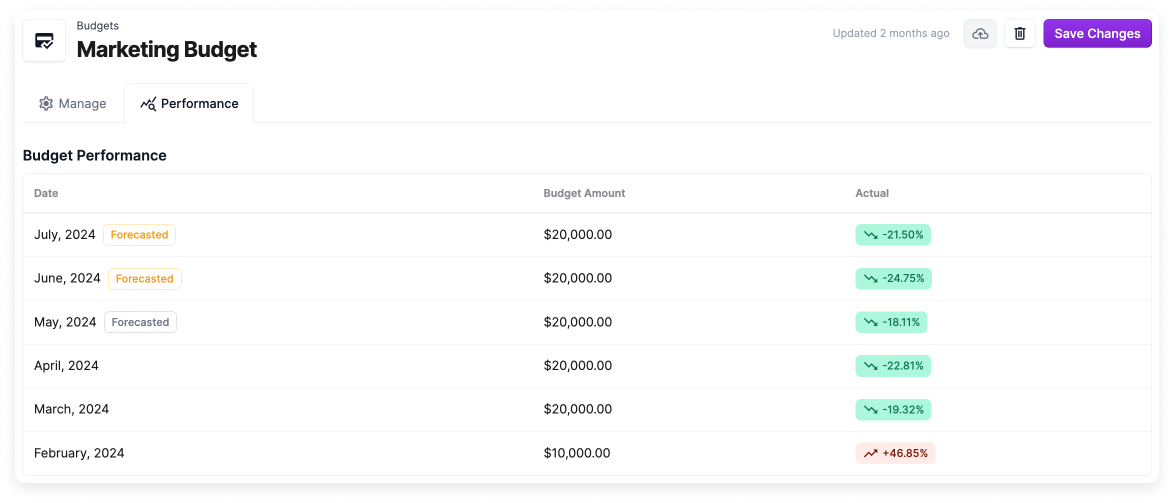 Budgets
Marketing Budget
Updated 2 months ago
Save Changes
Manage
Performance
Budget Performance
Date Budget Amount Actual
July, 2024 Forecasted $20,000.00 -21.50%
June, 2024 Forecasted $20,000.00 -24.75%
May, 2024 Forecasted $20,000.00 -18.11%
April, 2024 $20,000.00 -22.81%
March, 2024 $20,000.00 -19.32%
February, 2024 $10,000.00 +46.85%